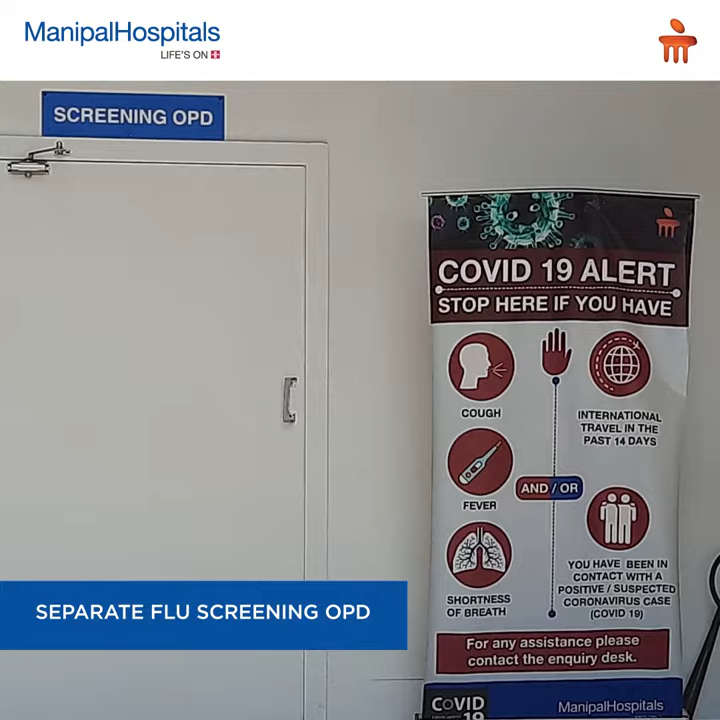 ManipalHospitals
LIFE'S ON
SCREENING OPD
COVID 19 ALERT
STOP HERE IF YOU HAVE
COUGH
INTERNATIONAL
TRAVEL IN THE
PAST 14 DAYS
FEVER
AND / OR
SHORTNESS
OF BREATH
YOU HAVE BEEN IN
CONTACT WITH A
POSITIVE / SUSPECTED
CORONAVIRUS CASE
(COVID 19)
For any assistance please
contact the enquiry desk.
COVID
19
ManipalHospitals
SEPARATE FLU SCREENING OPD